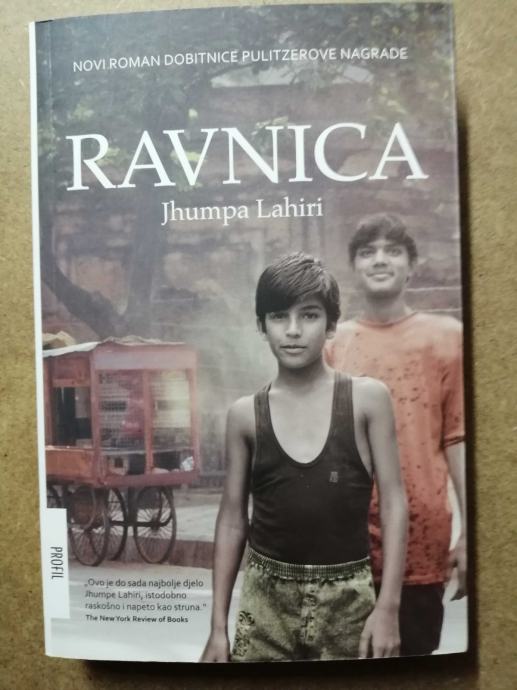 NOVI ROMAN DOBITNICE PULITZEROVE NAGRADE
RAVNICA
Jhumpa Lahiri
PROFIL
„Ovo je do sada najbolje djelo
Jhumpe Lahiri, istodobno
raskošno i napeto kao struna."
The New York Review of Books